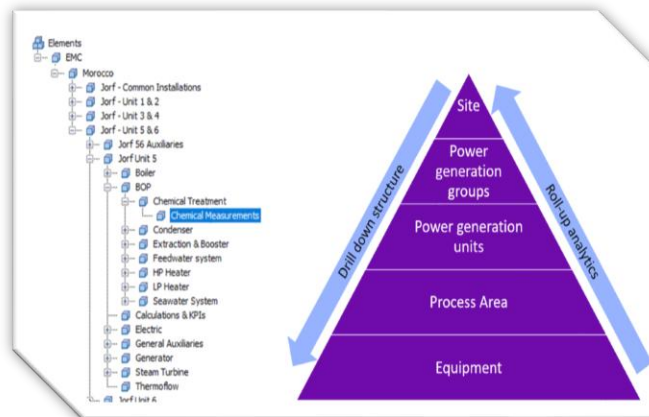 Elements
EMC
Morocco
Jorf - Common Installations
Jorf - Unit 1 & 2
Jorf - Unit 3 & 4
Jorf - Unit 5 & 6
Jorf 56 Auxiliaries
Jorf Unit 5
Boiler
BOP
Chemical Treatment
Chemical Measurements
Condenser
Extraction & Booster
Feedwater system
HP Heater
LP Heater
Seawater System
Calculations & KPIs
Electric
General Auxiliaries
Generator
Steam Turbine
Thermoflow
Jorf Unit 6
Drill down structure
Site
Power
generation
groups
Power generation
units
Process Area
Equipment
Roll-up analytics